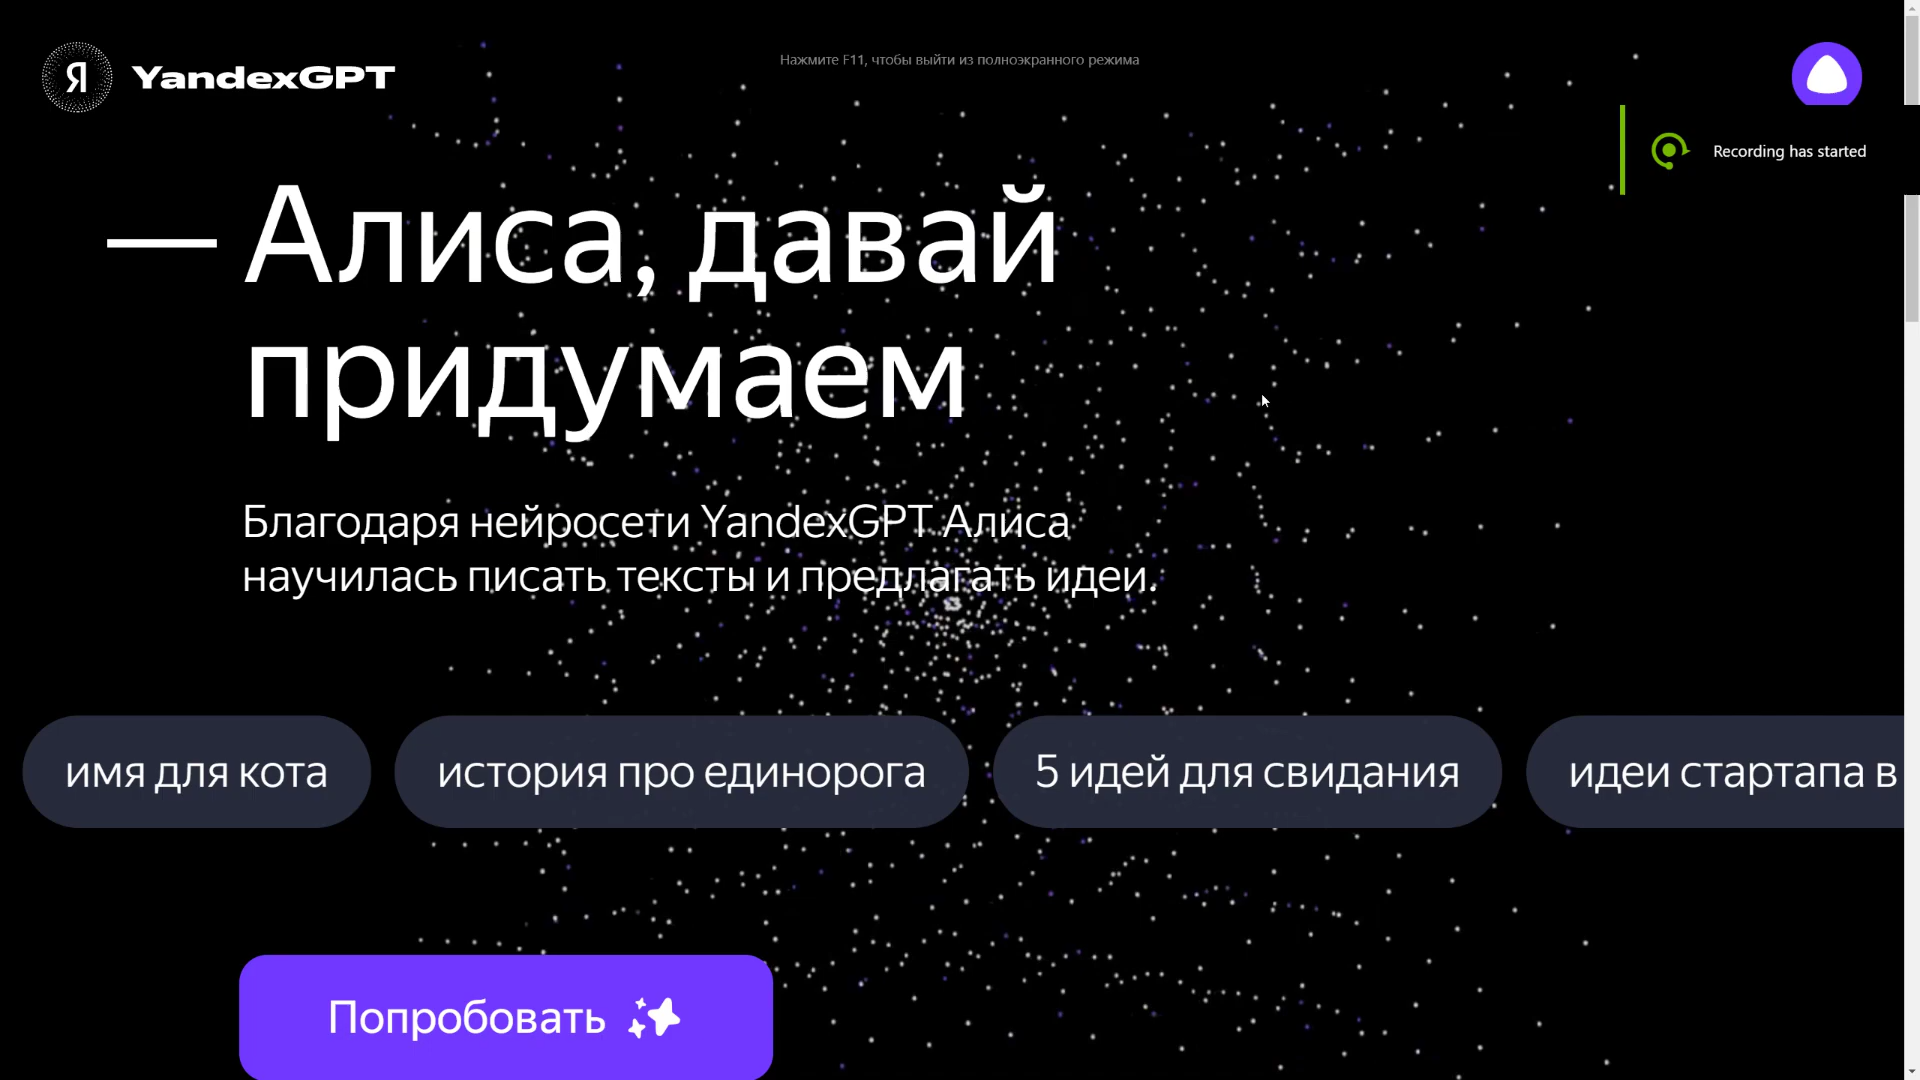 Я YandexGPT
Нажмите F11, чтобы выйти из полноэкранного режима
Recording has started
— Алиса, давай
придумаем
Благодаря нейросети YandexGPT Алиса
научилась писать тексты и предлагать идеи.
имя для кота
история про единорога
5 идей для свидания
идеи стартапа в
Попробовать